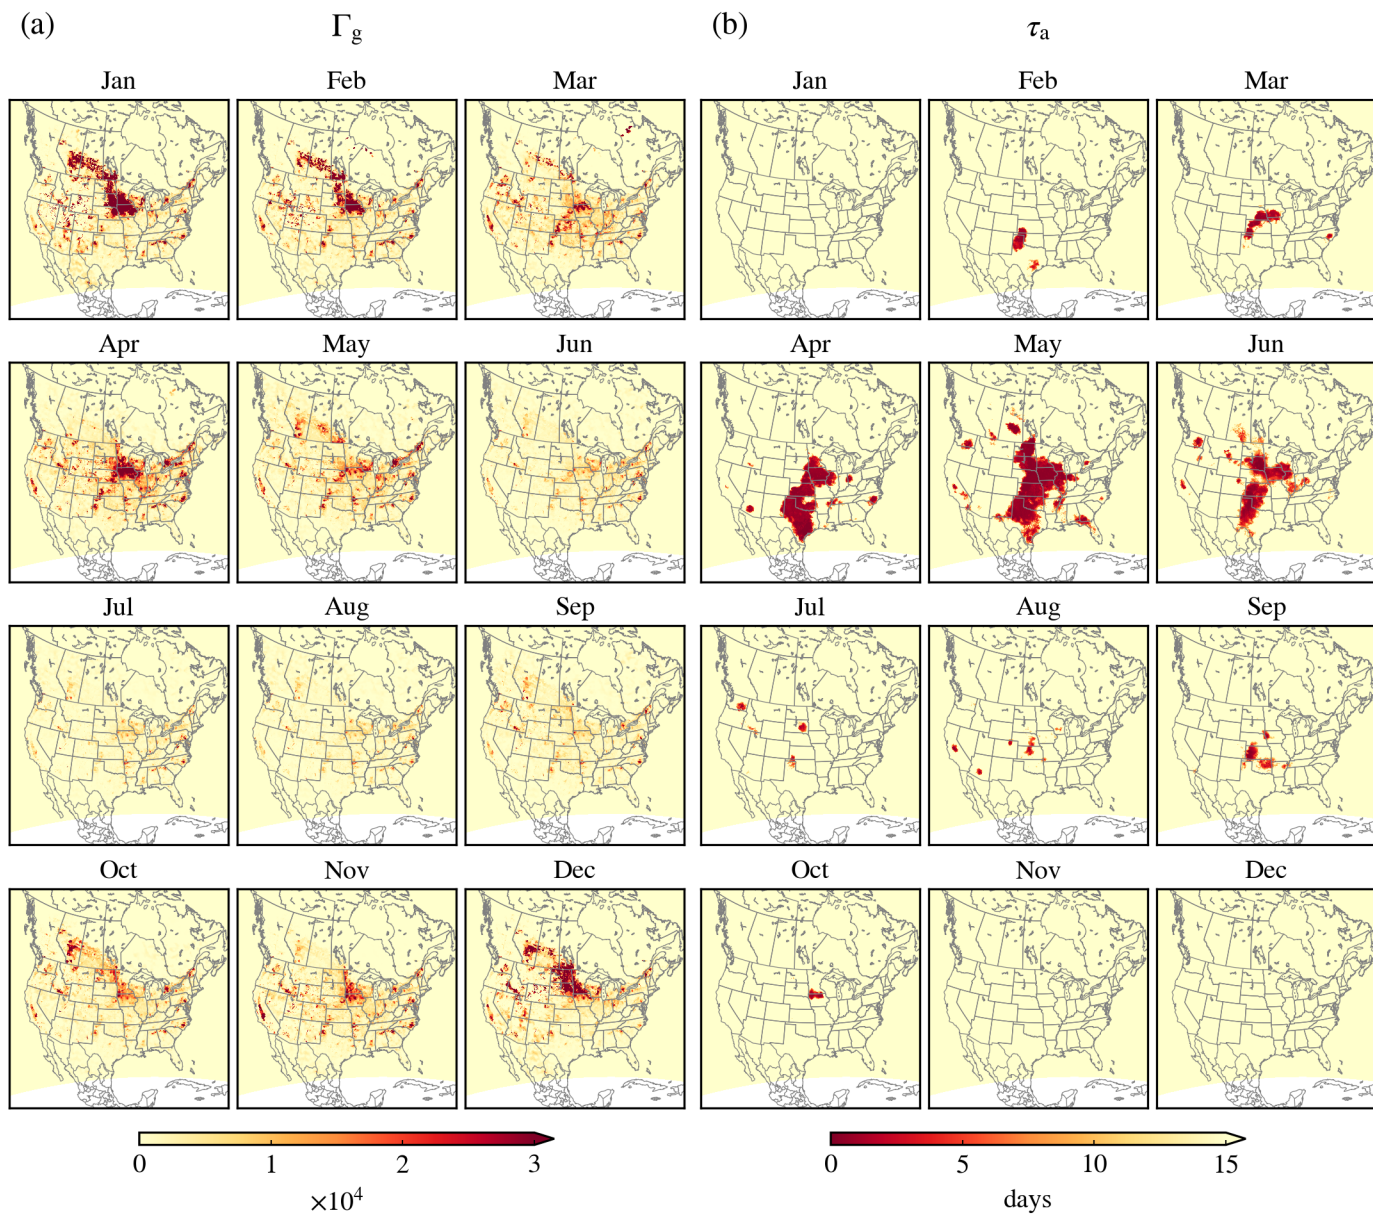 (a) Γg (b) τa
Jan Feb Mar Jan Feb Mar
Apr May Jun Apr May Jun
Jul Aug Sep Jul Aug Sep
Oct Nov Dec Oct Nov Dec
0 1 2 3 0 5 10 15
×10⁴ days